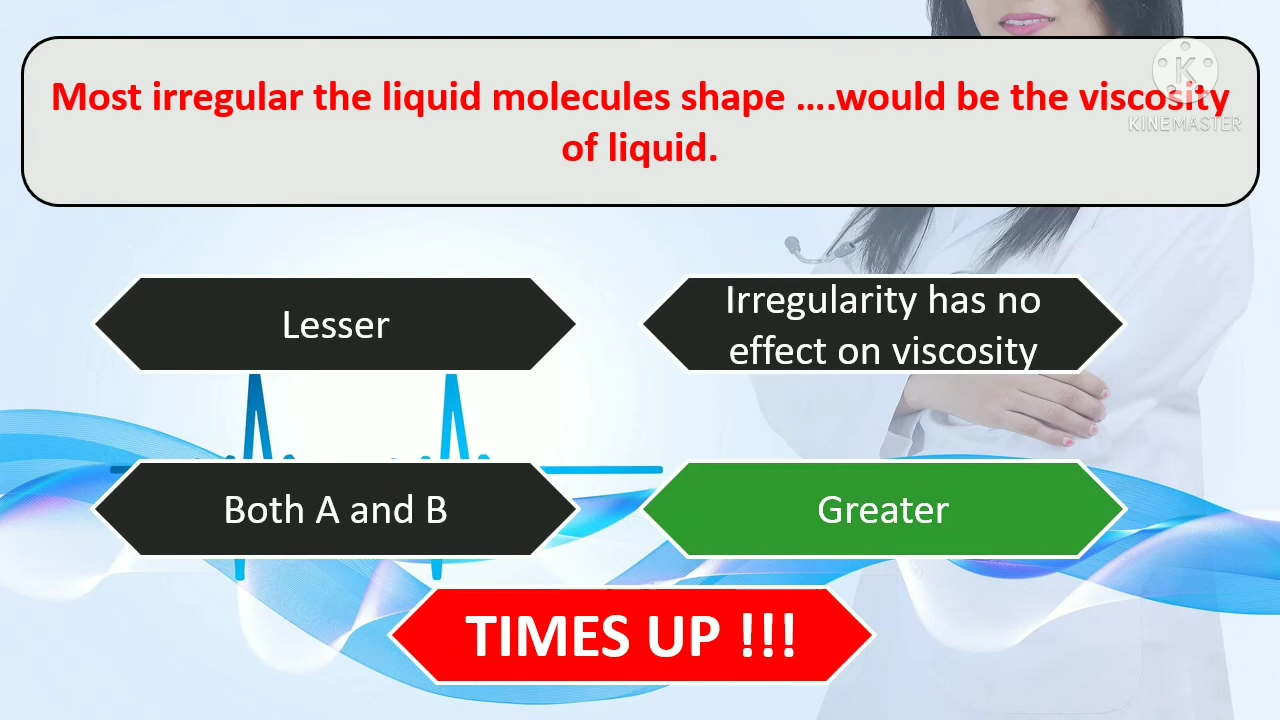 Most irregular the liquid molecules shape ....would be the viscosity
of liquid.
K
KINEMASTER
Lesser
Irregularity has no
effect on viscosity
Both A and B
Greater
TIMES UP !!!